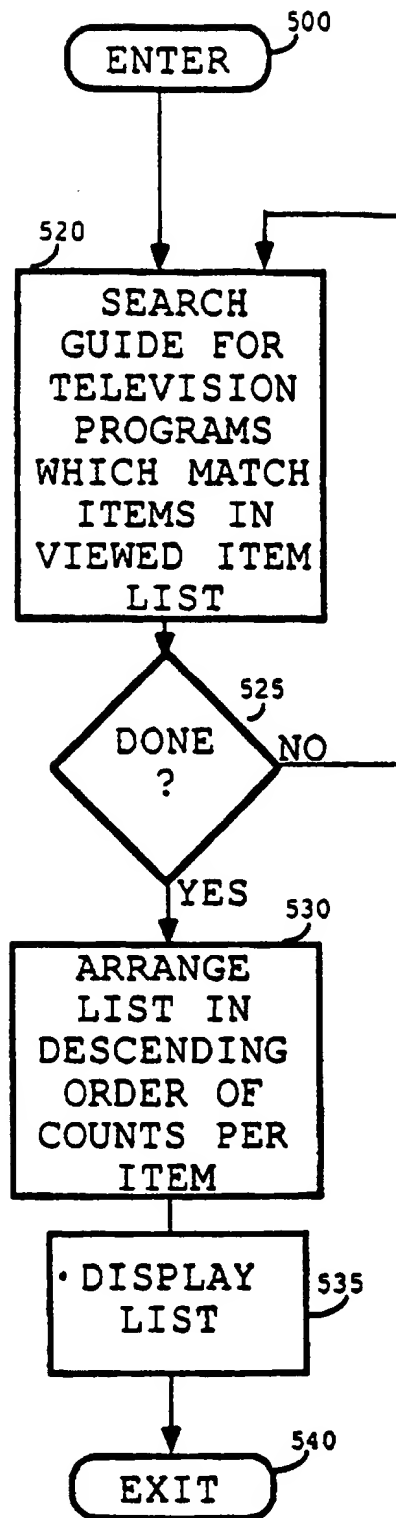 500
ENTER
520
SEARCH
GUIDE FOR
TELEVISION
PROGRAMS
WHICH MATCH
ITEMS IN
VIEWED ITEM
LIST
525
DONE
?
NO
YES
530
ARRANGE
LIST IN
DESCENDING
ORDER OF
COUNTS PER
ITEM
DISPLAY
LIST
535
540
EXIT